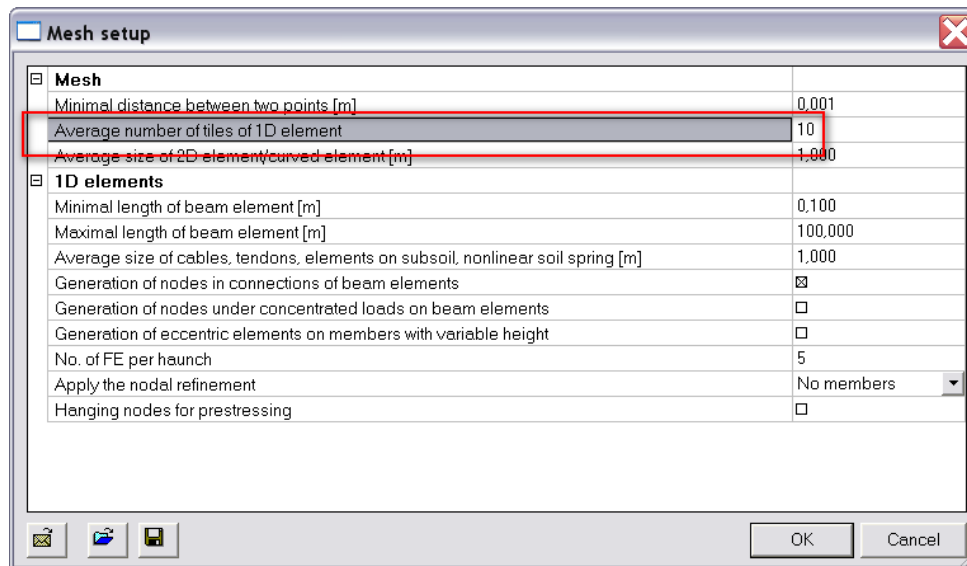 Mesh setup
Mesh
Minimal distance between two points [m] 0,001
Average number of tiles of 1D element 10
Average size of 2D element/curved element [m] 1,000
1D elements
Minimal length of beam element [m] 0,100
Maximal length of beam element [m] 100,000
Average size of cables, tendons, elements on subsoil, nonlinear soil spring [m] 1,000
Generation of nodes in connections of beam elements
Generation of nodes under concentrated loads on beam elements
Generation of eccentric elements on members with variable height
No. of FE per haunch 5
Apply the nodal refinement No members
Hanging nodes for prestressing
OK Cancel